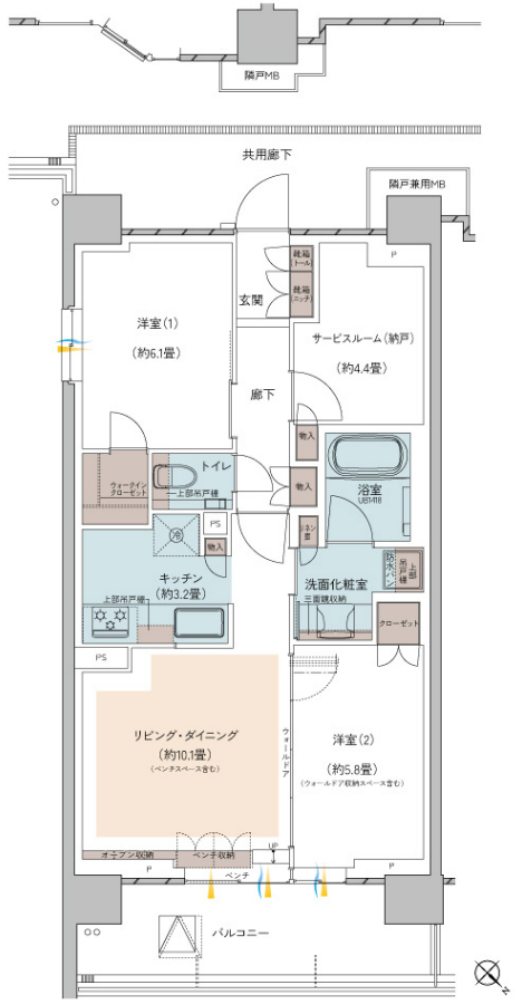 隣戸MB
共用廊下
隣戸兼用MB
P
靴箱
(トール)
靴箱
(ニッチ)
玄関
洋室(1)
(約6.1畳)
サービスルーム(納戸)
(約4.4畳)
廊下
物入
トイレ
上部吊戸棚
ウォークイン
クローゼット
物入
浴室
UB1418
PS
冷
物入
リネン庫
キッチン
(約3.2畳)
上部吊戸棚
洗面化粧室
三面鏡収納
防水パン
上部
吊戸棚
クローゼット
PS
リビング・ダイニング
(約10.1畳)
(ベンチスペース含む)
ウォールドア
洋室(2)
(約5.8畳)
(ウォールドア収納スペース含む)
オープン収納
ベンチ収納
UP
P
ベンチ
P
バルコニー
N